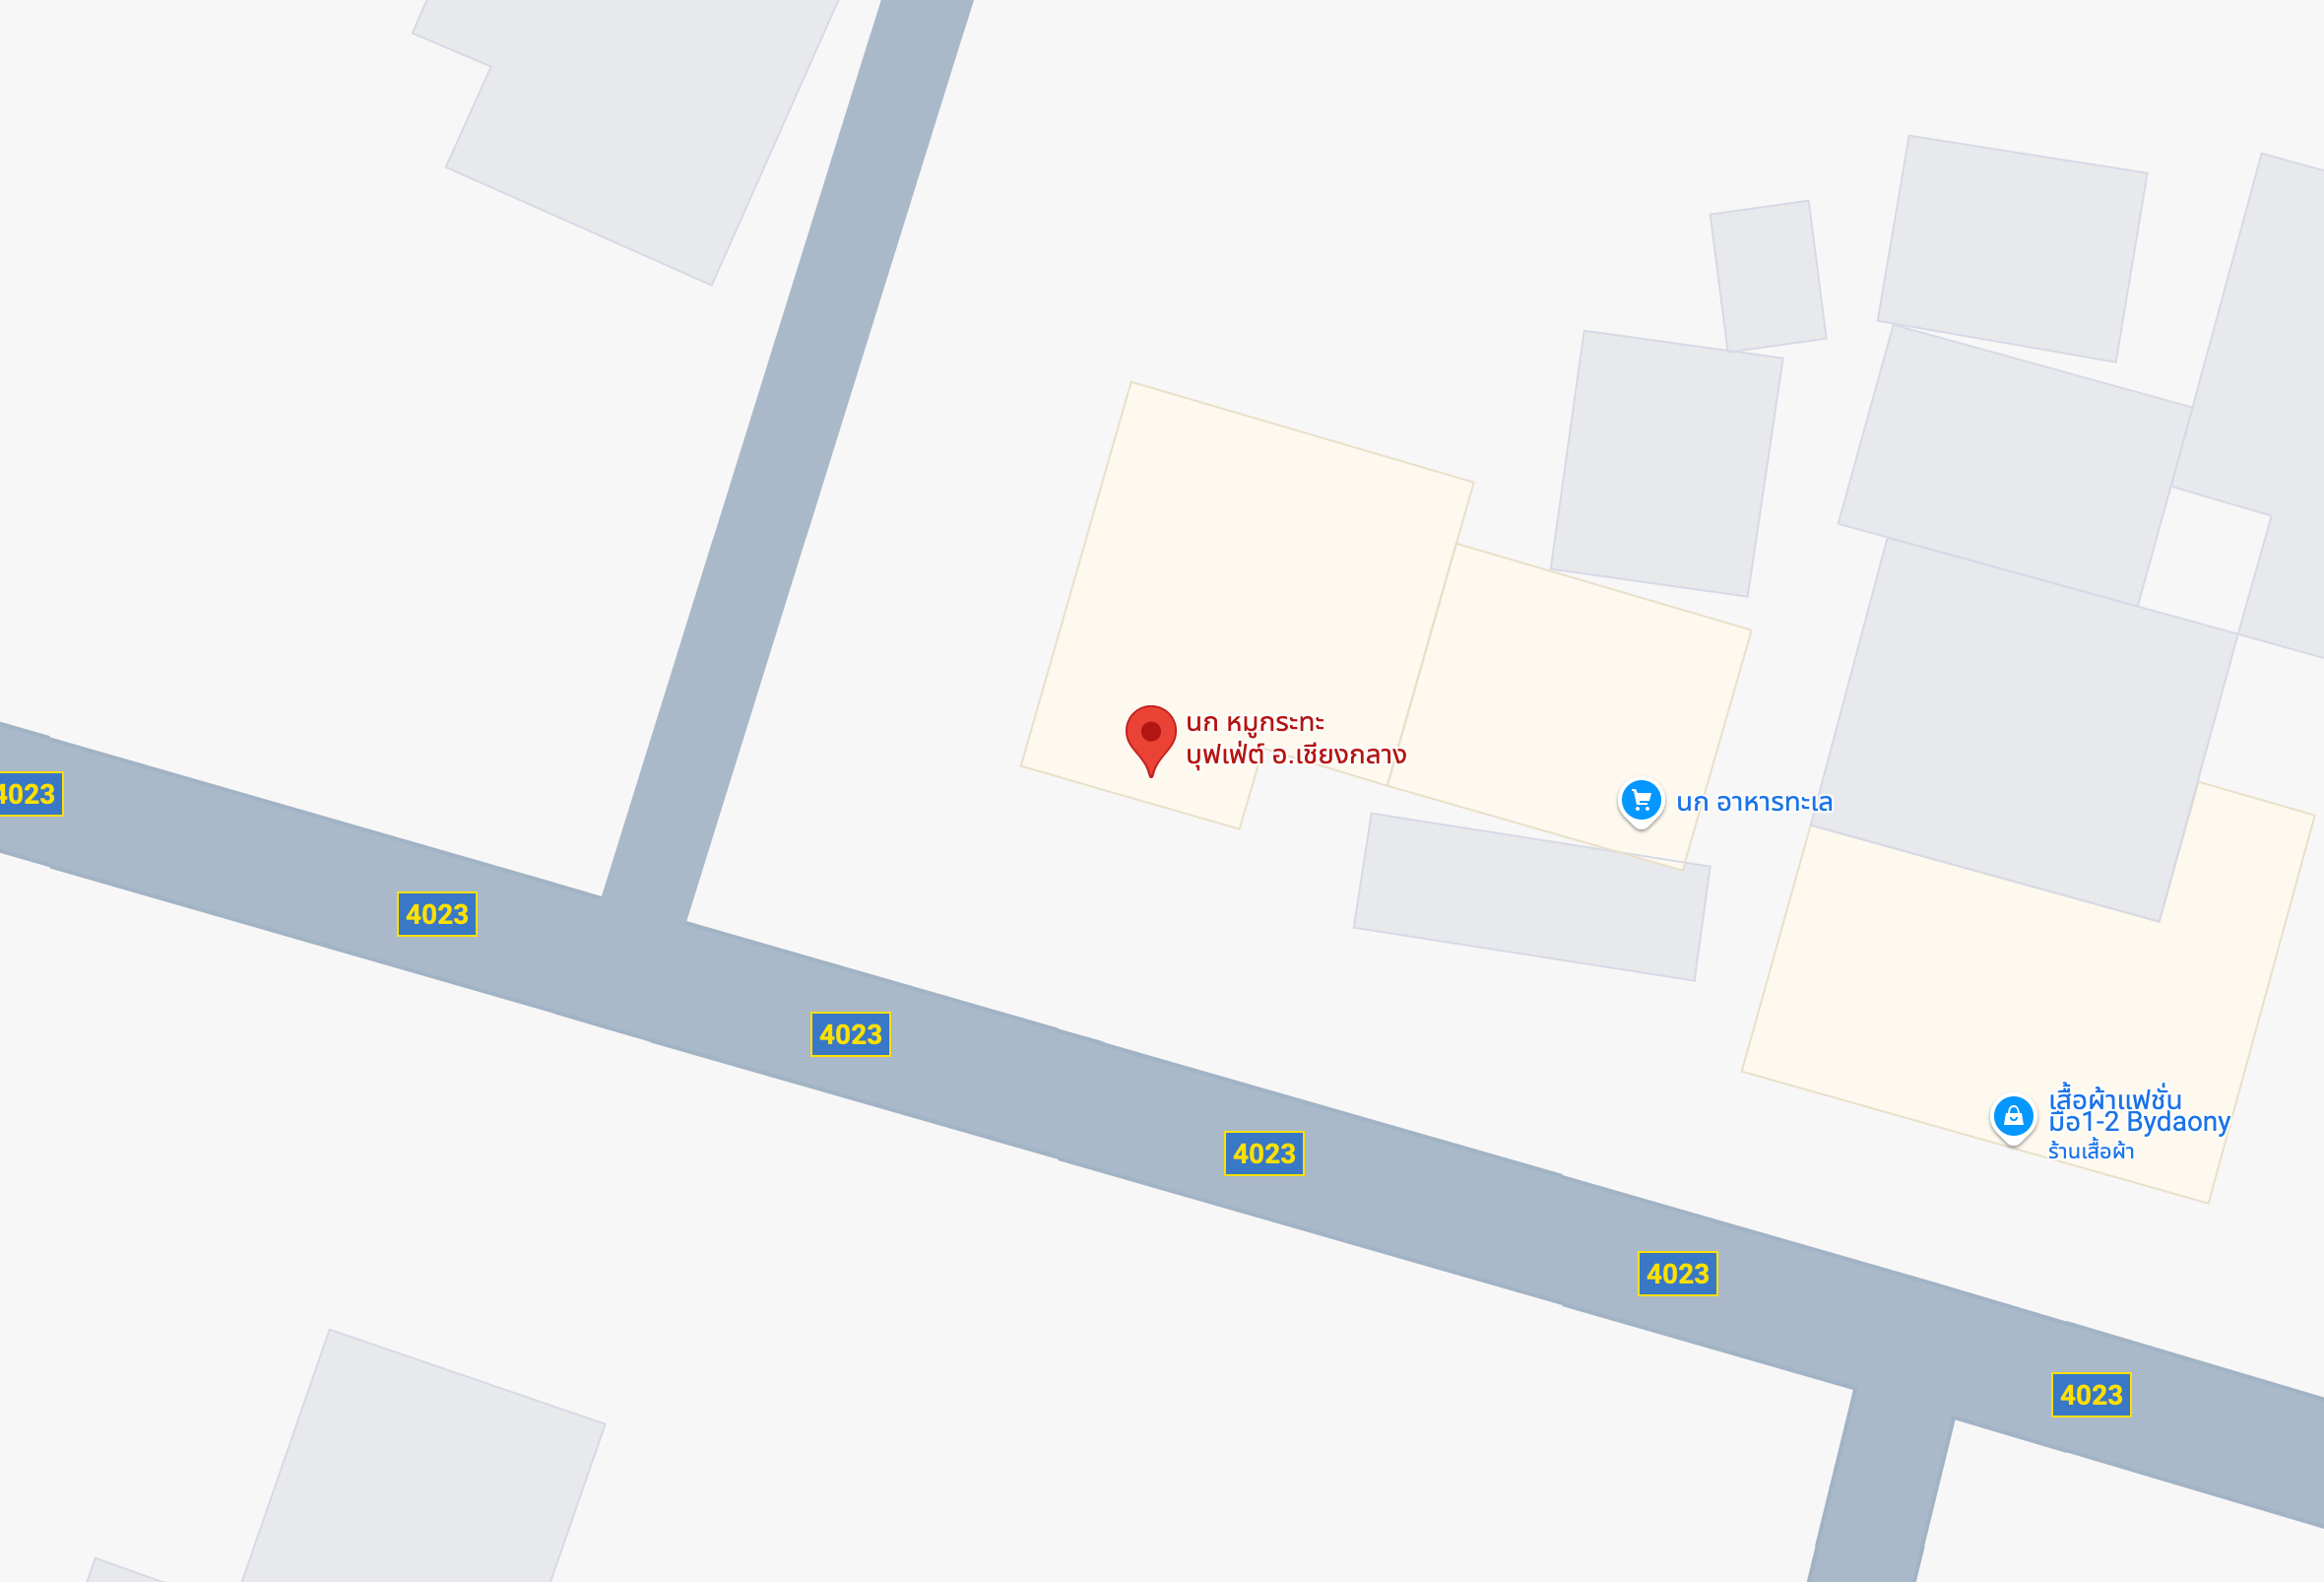 นก หมูกระทะ
บุฟเฟ่ต์ อ.เชียงกลาง
4023
นก อาหารทะเล
4023
4023
เสื้อผ้าแฟชั่น
มือ1-2 Bydaony
ร้านเสื้อผ้า
4023
4023
4023